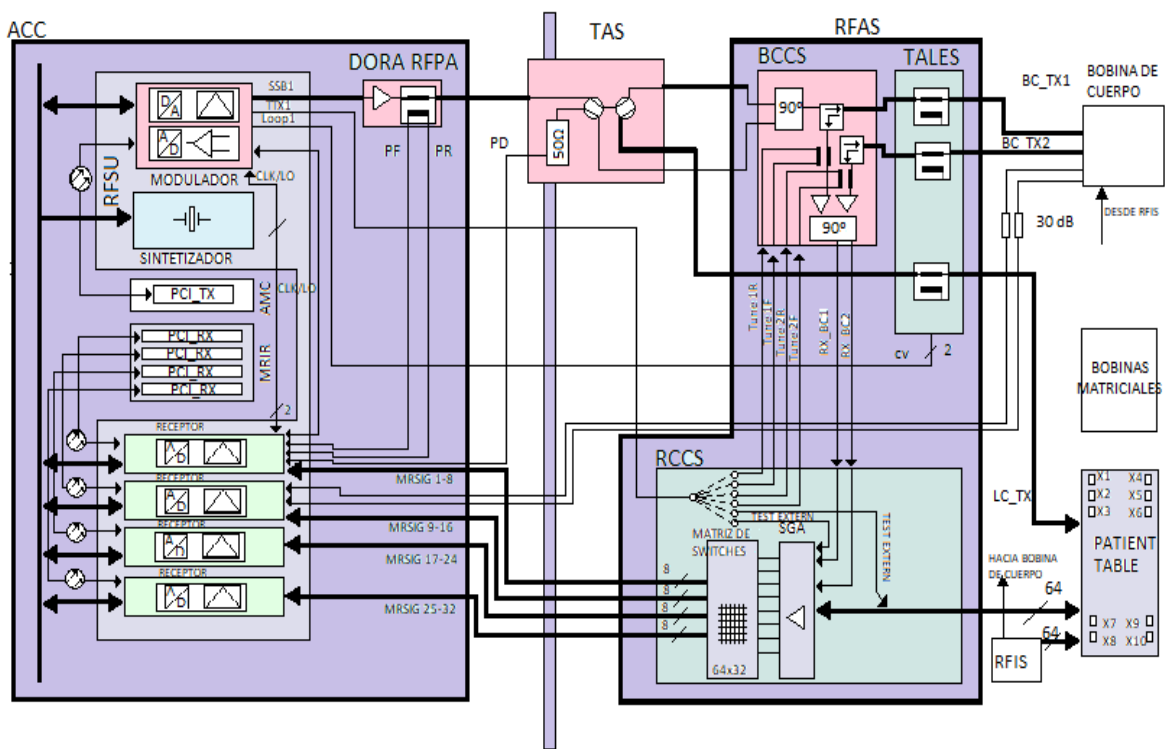 ACC
TAS
RFAS
DORA RFPA
BCCS
TALES
SSB1
TTX1
Loop1
D/A
A/D
MODULADOR
CLK/LO
RFSU
SINTETIZADOR
PF
PR
PD
50Ω
90º
90º
BC_TX1
BC_TX2
BOBINA DE
CUERPO
DESDE RFIS
30 dB
PCI_TX
AMC
CLK/LO
PCI_RX
PCI_RX
PCI_RX
PCI_RX
MRIR
2
Tune 1R
Tune 1F
Tune 2R
Tune 2F
RX_BC1
RX_BC2
cv
2
BOBINAS
MATRICIALES
RECEPTOR
A/D
RECEPTOR
A/D
RECEPTOR
A/D
RECEPTOR
A/D
MRSIG 1-8
MRSIG 9-16
MRSIG 17-24
MRSIG 25-32
RCCS
TEST EXTERN
SGA
MATRIZ DE
SWITCHES
TEST EXTERN
8
8
8
8
64x32
LC_TX
X1
X4
X2
X5
X3
X6
PATIENT
TABLE
X7
X9
X8
X10
HACIA BOBINA
DE CUERPO
64
64
RFIS